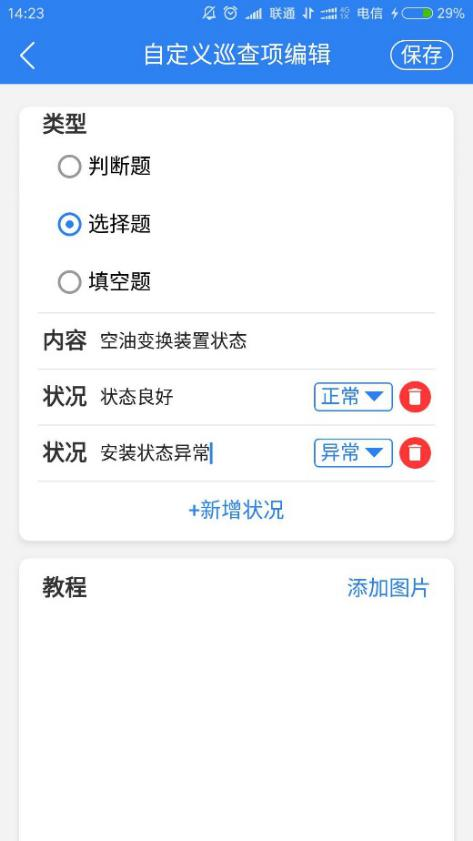 14:23 联通 4G 1X 电信 29%
自定义巡查项编辑 保存
类型
判断题
选择题
填空题
内容 空油变换装置状态
状况 状态良好 正常
状况 安装状态异常 异常
+新增状况
教程 添加图片